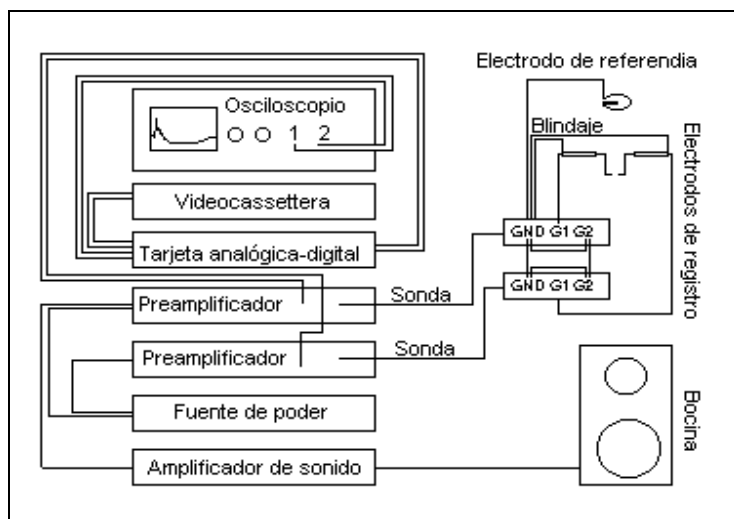 Electrodo de referendia
Osciloscopio
1 2
Blindaje
Electrodos de registro
Videocassettera
GND G1 G2
Tarjeta analógica-digital
GND G1 G2
Preamplificador
Sonda
Preamplificador
Sonda
Fuente de poder
Bocina
Amplificador de sonido